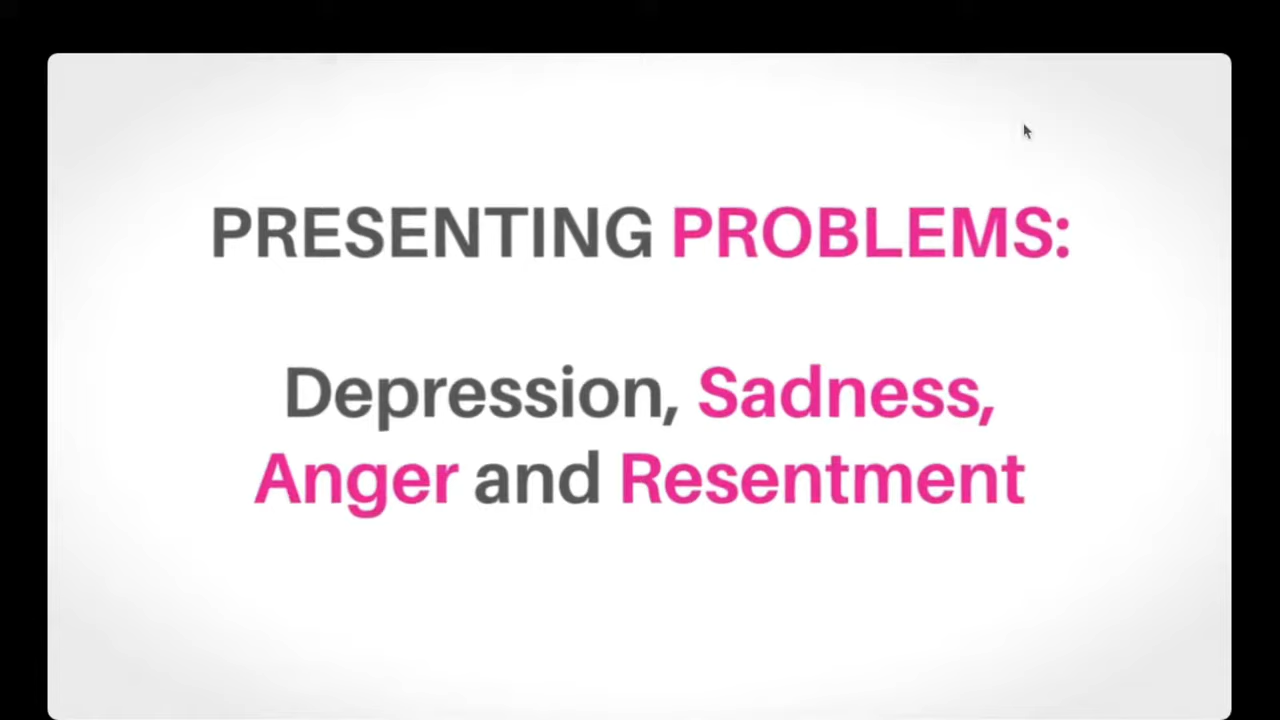 PRESENTING PROBLEMS:
Depression, Sadness,
Anger and Resentment